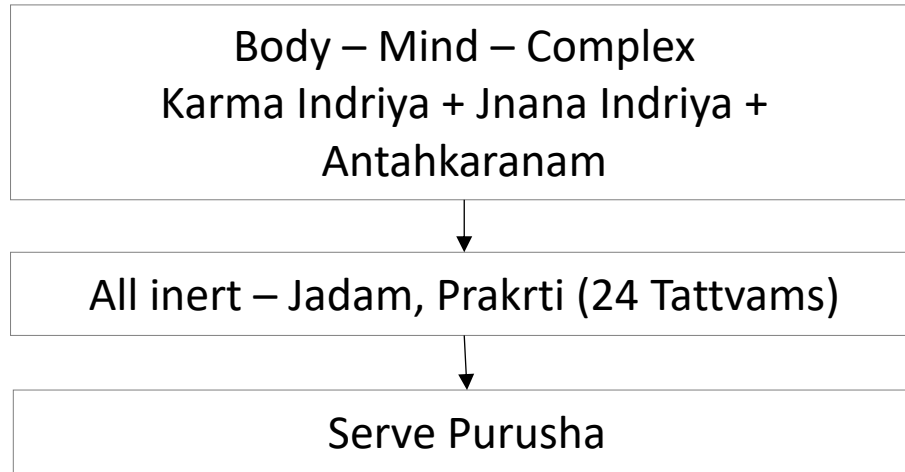 Body – Mind – Complex
Karma Indriya + Jnana Indriya +
Antahkaranam
All inert – Jadam, Prakrti (24 Tattvams)
Serve Purusha